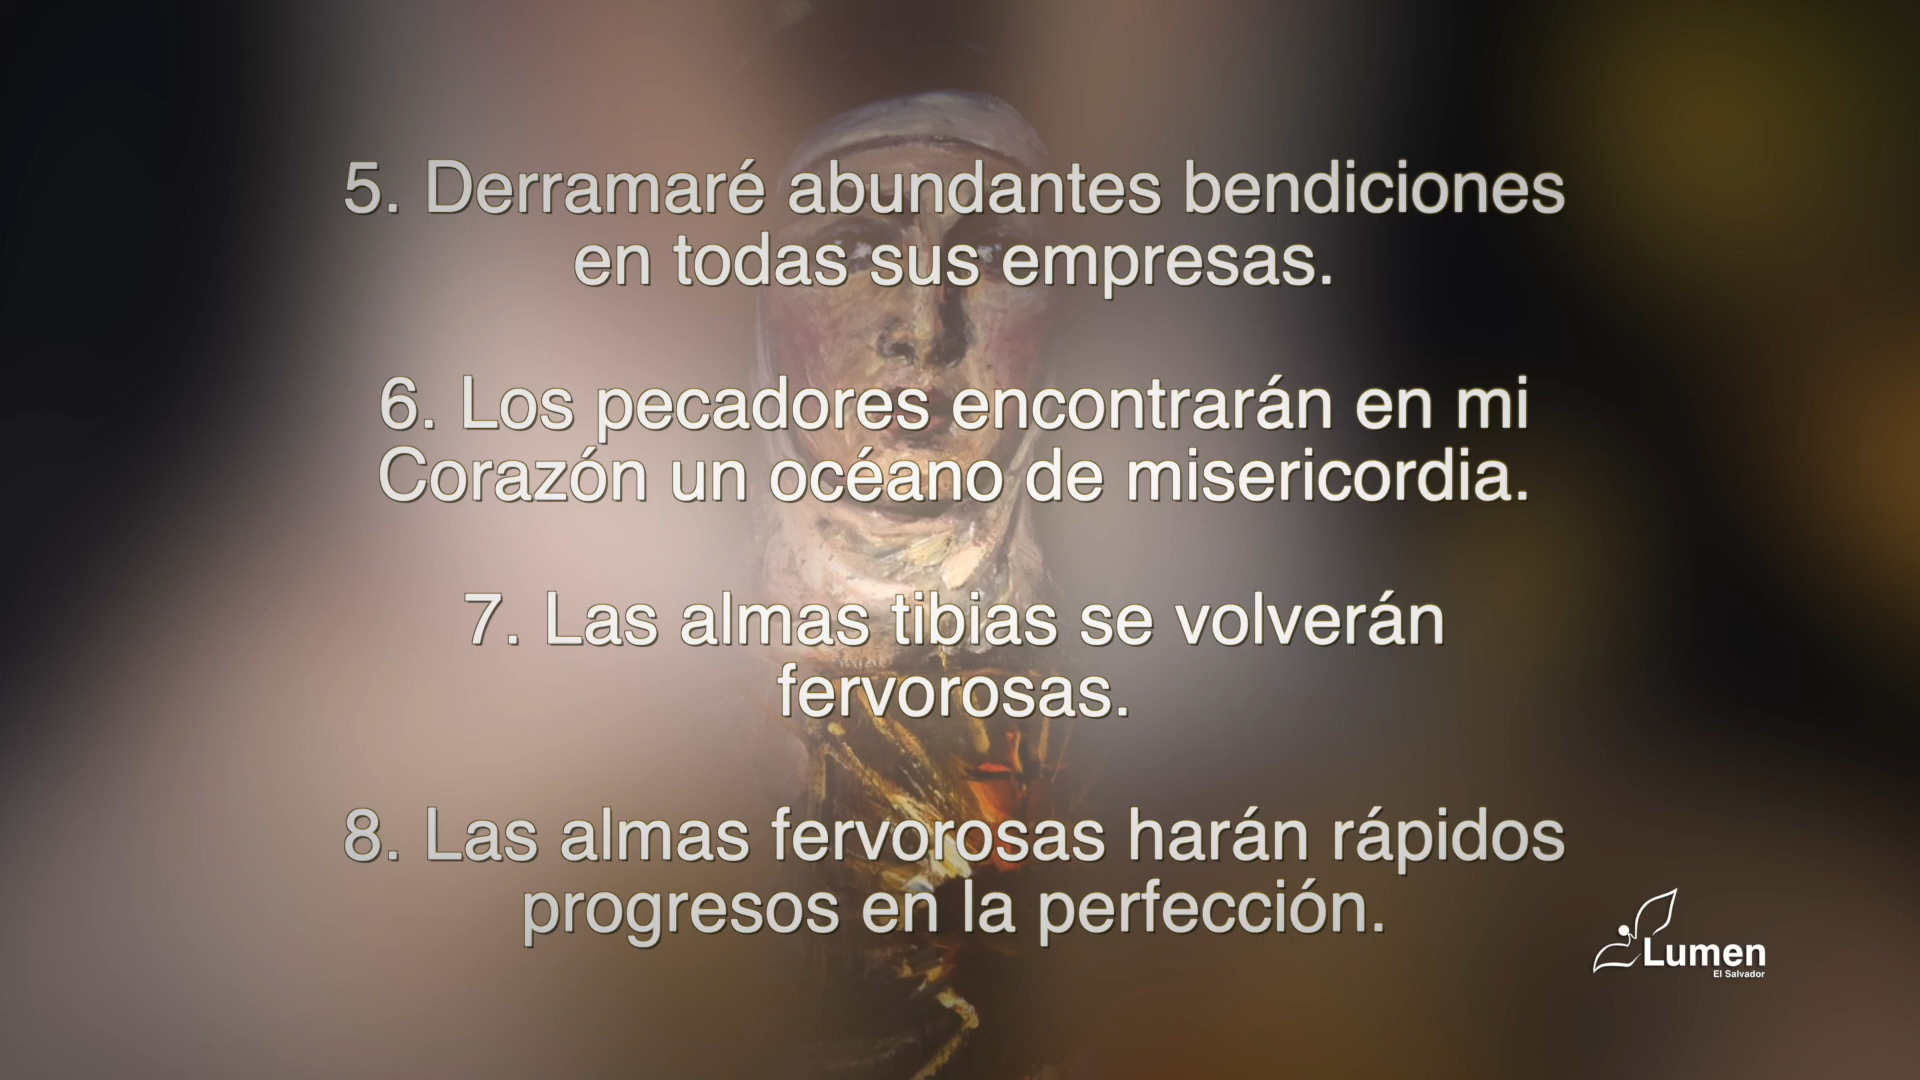 5. Derramaré abundantes bendiciones
en todas sus empresas.
6. Los pecadores encontrarán en mi
Corazón un océano de misericordia.
7. Las almas tibias se volverán
fervorosas.
8. Las almas fervorosas harán rápidos
progresos en la perfección.
Lumen
El Salvador